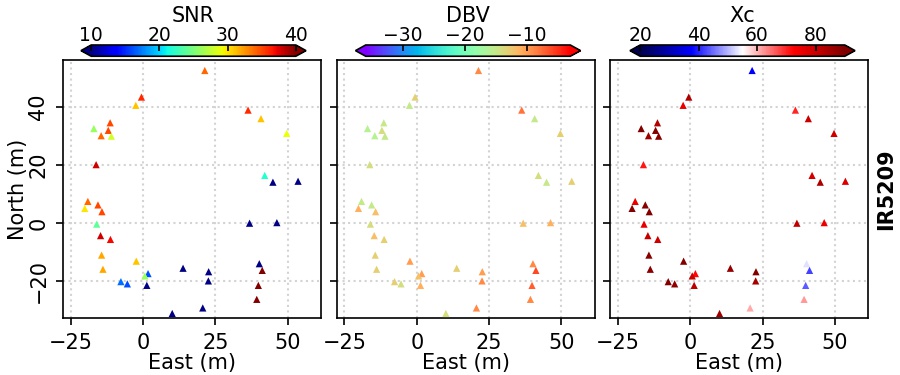 SNR DBV Xc
10 20 30 40 −30 −20 −10 20 40 60 80
40
20
0
−20
North (m)
IR5209
−25 0 25 50 −25 0 25 50 −25 0 25 50
East (m) East (m) East (m)